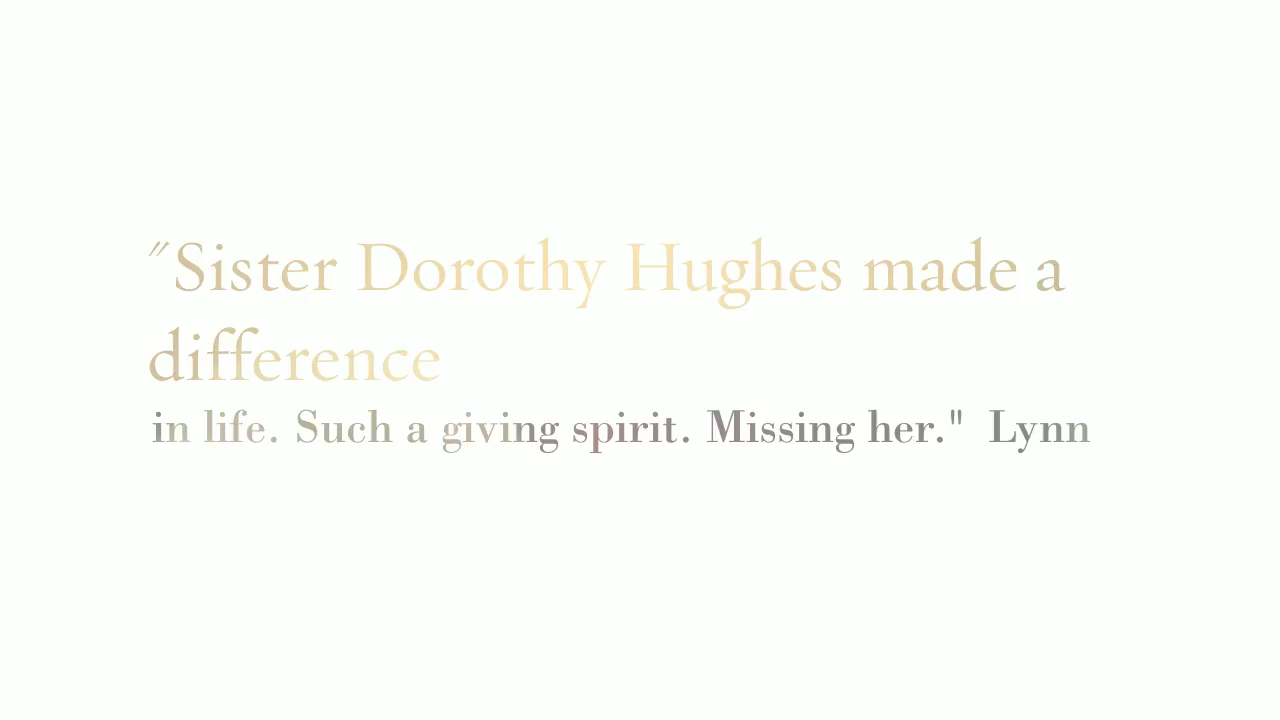 "Sister Dorothy Hughes made a
difference
in life. Such a giving spirit. Missing her."  Lynn